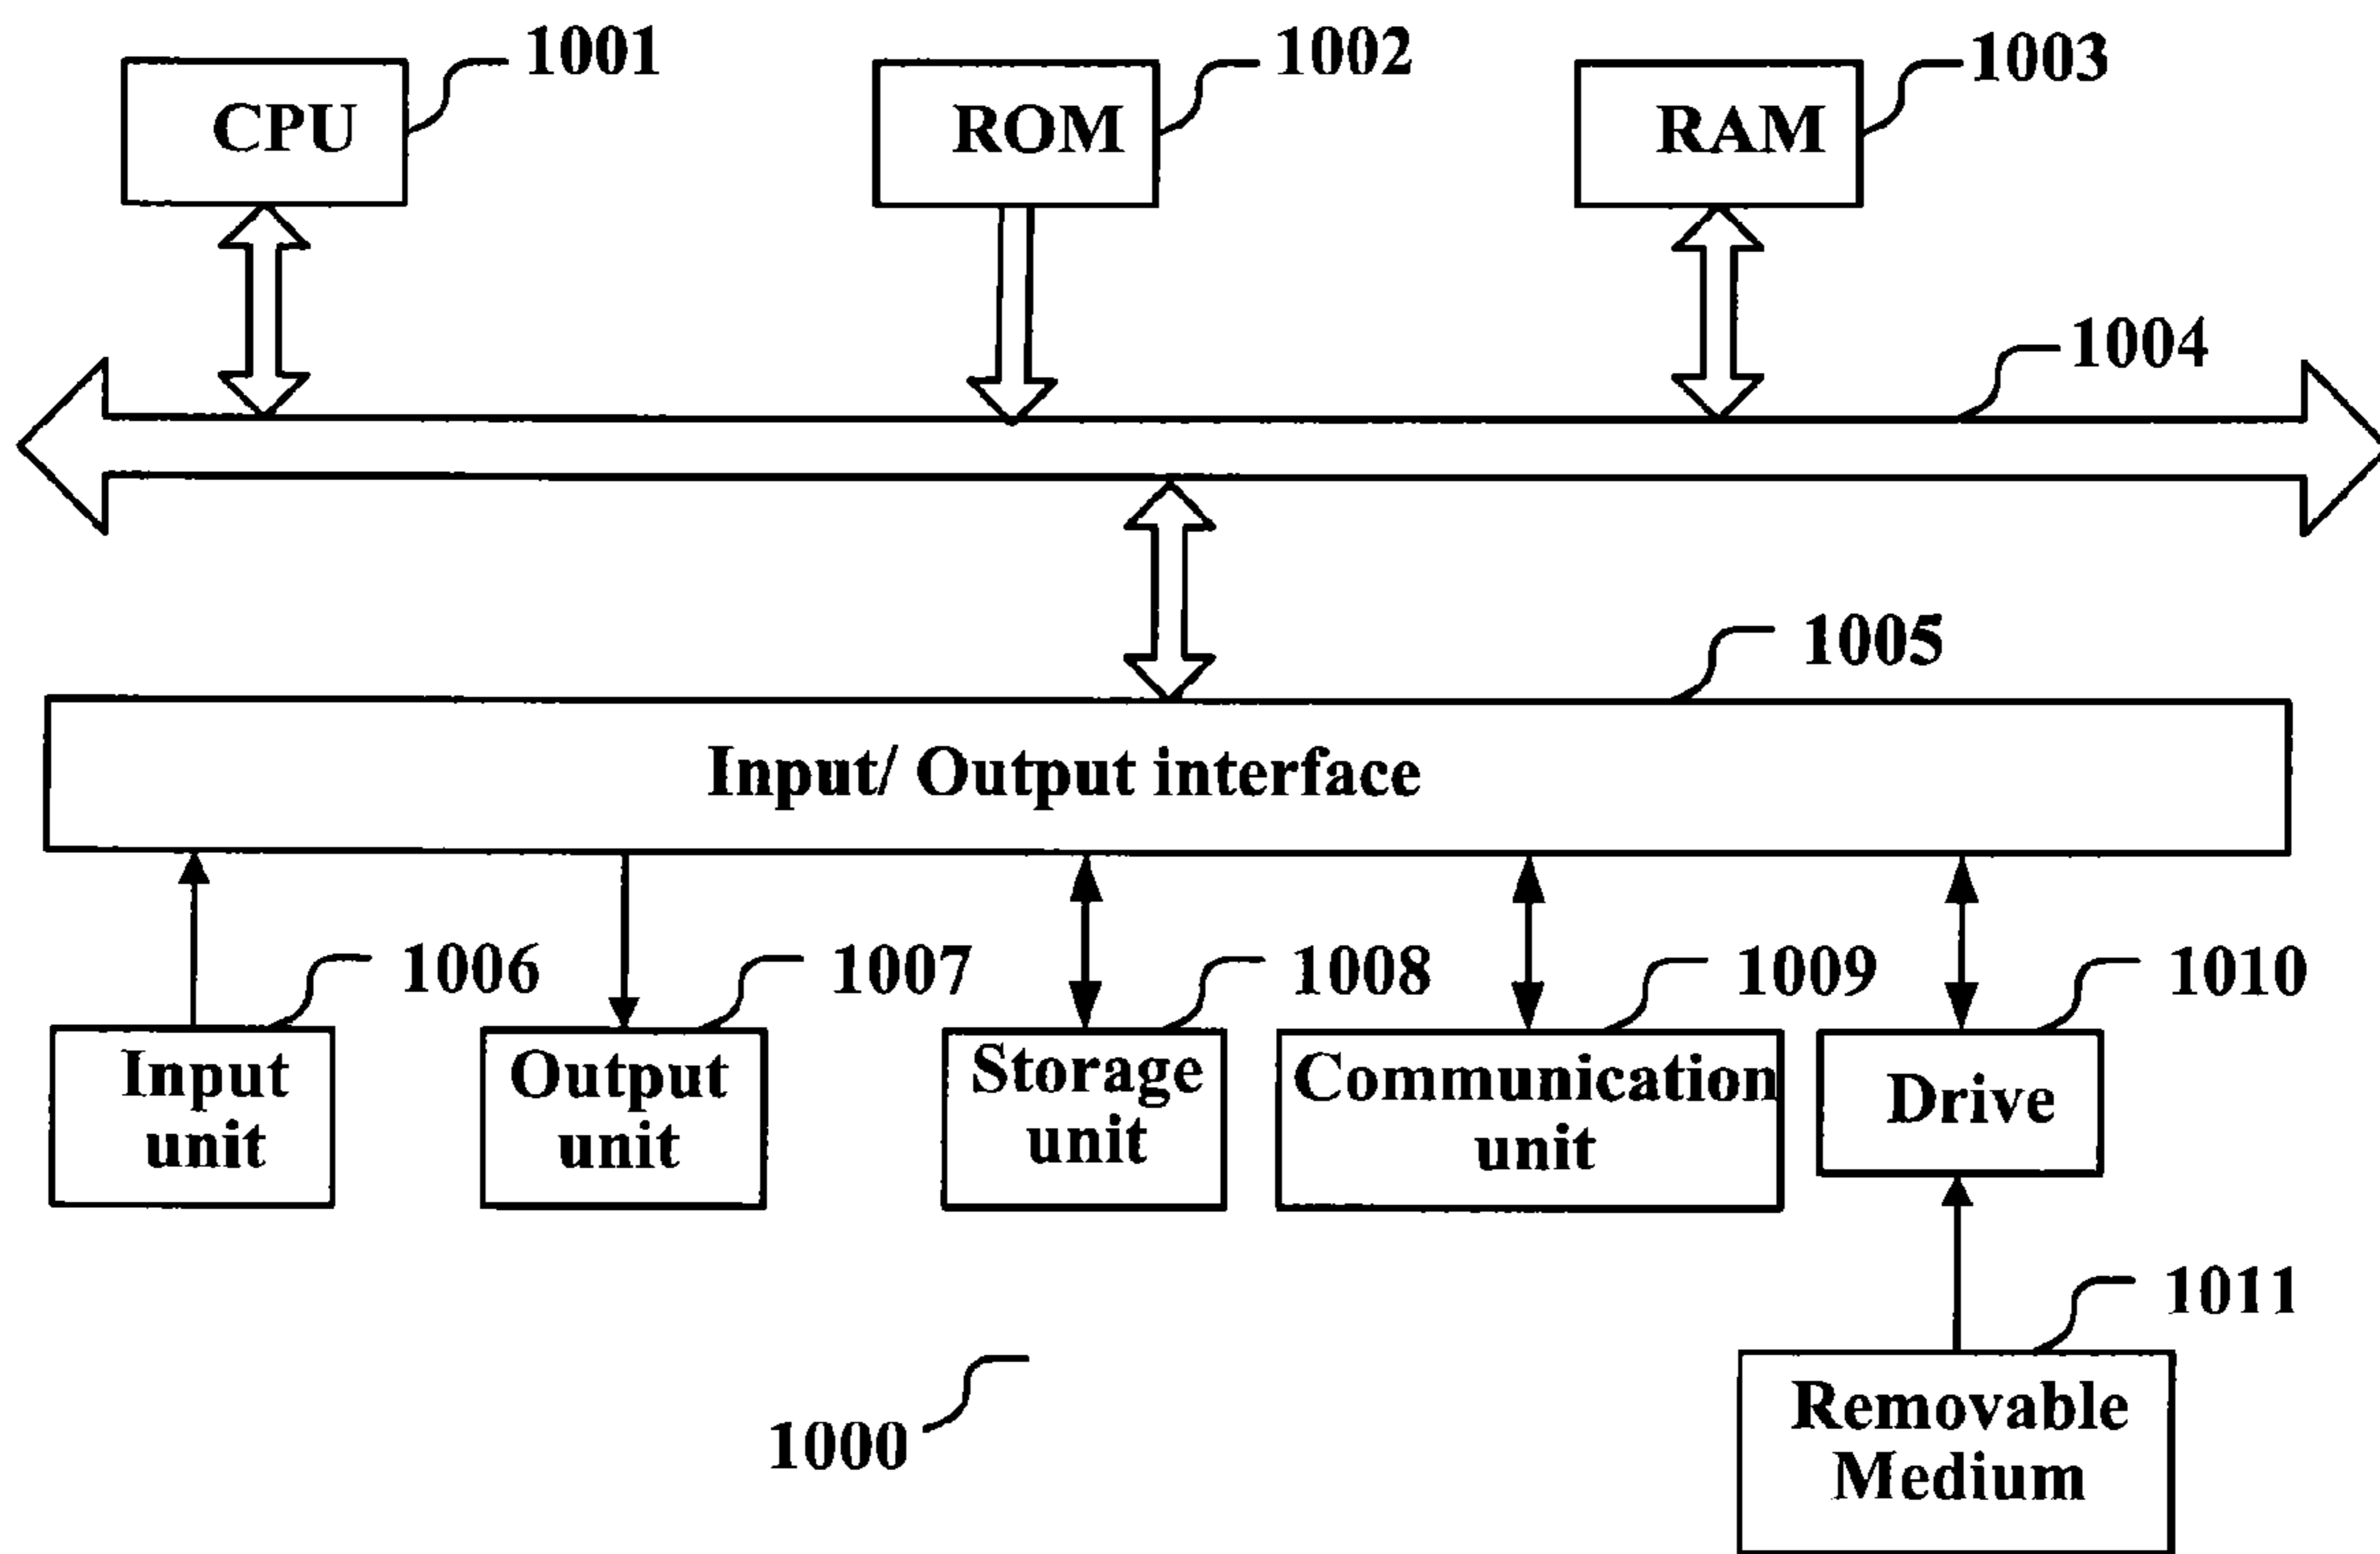 1001
1002
1003
CPU
ROM
RAM
1004
1005
Input/ Output interface
1006
1007
1008
1009
1010
Input
unit
Output
unit
Storage
unit
Communication
unit
Drive
1011
1000
Removable
Medium